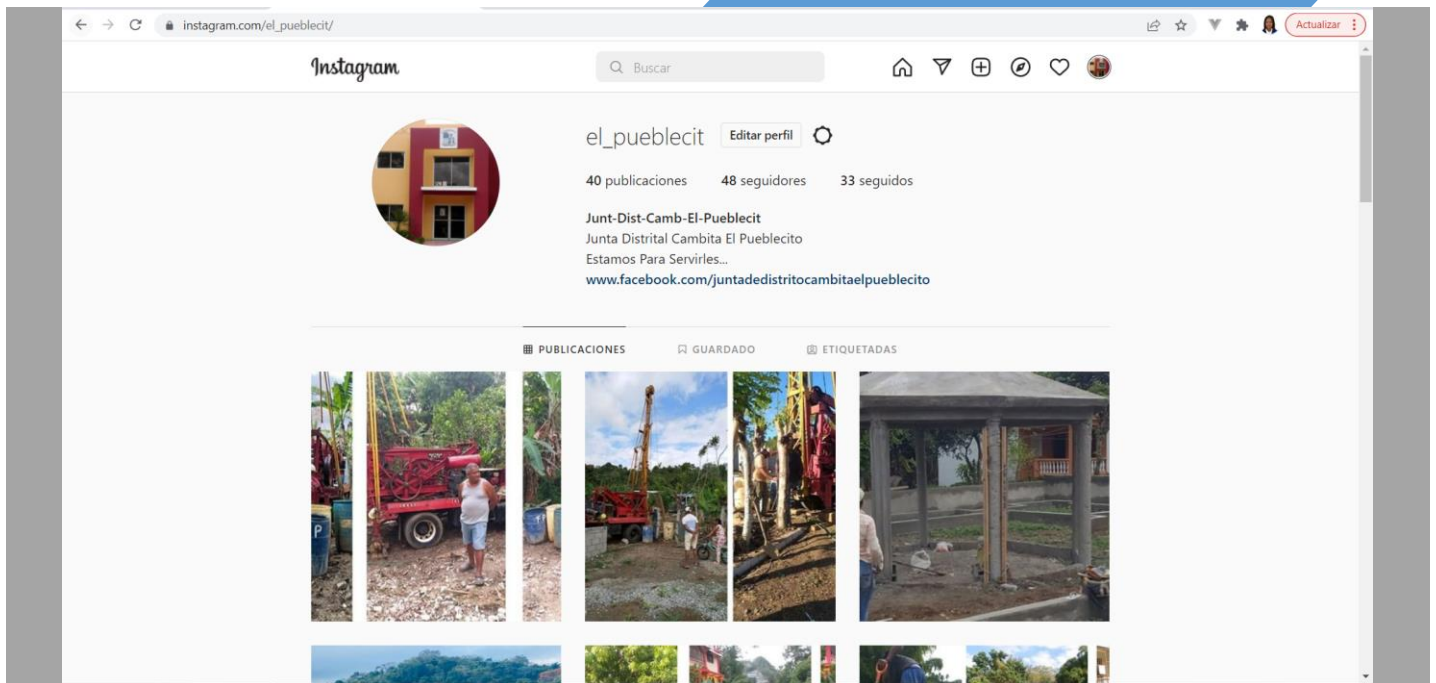 instagram.com/el_pueblecit/
Actualizar
Instagram
Buscar
el_pueblecit Editar perfil
40 publicaciones 48 seguidores 33 seguidos
Junt-Dist-Camb-El-Pueblecit
Junta Distrital Cambita El Pueblecito
Estamos Para Servirles...
www.facebook.com/juntadedistritocambitaelpueblecito
PUBLICACIONES GUARDADO ETIQUETADAS
P